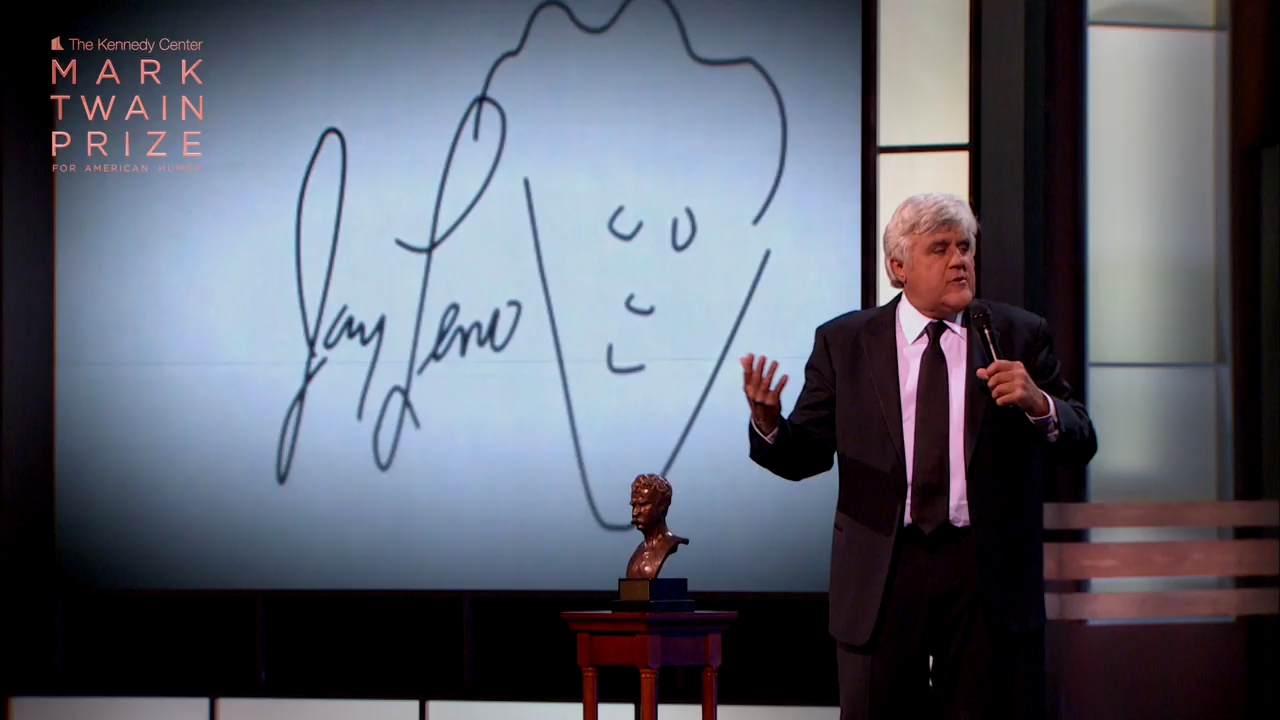 The Kennedy Center
MARK
TWAIN
PRIZE
FOR AMERICAN HUMOR
Jay Leno